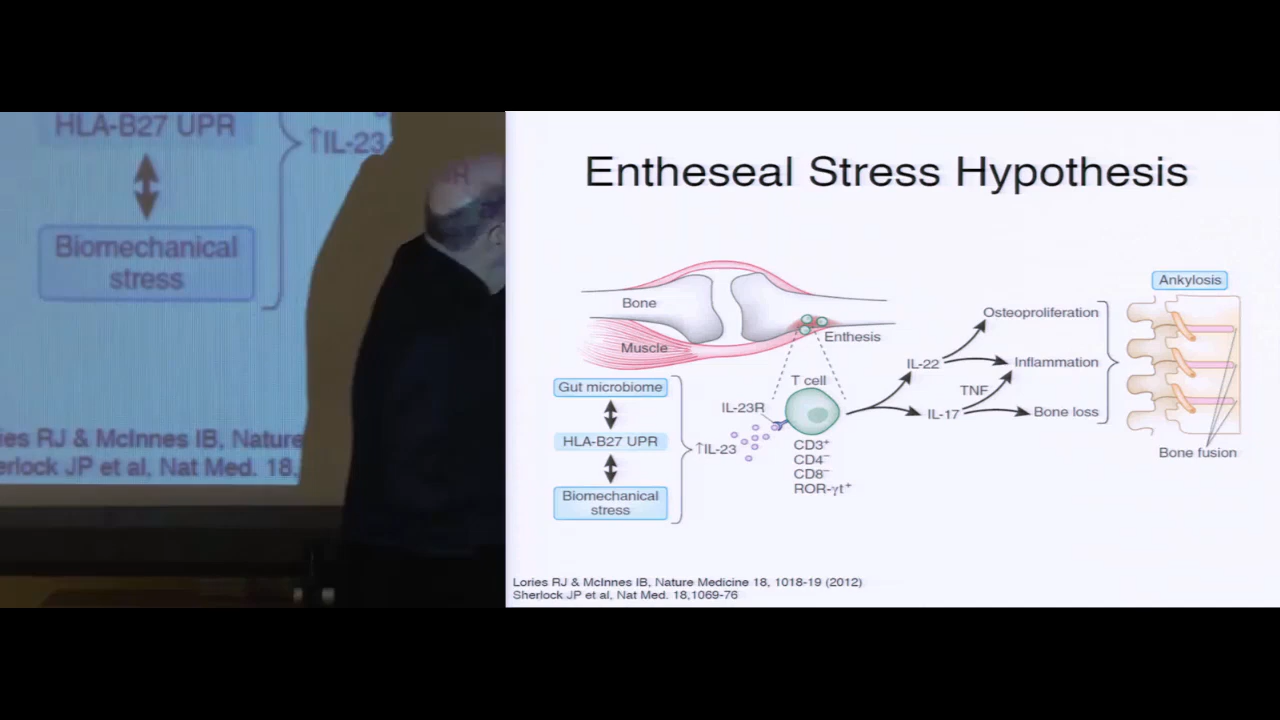 HLA-B27 UPR
↑IL-23
Biomechanical
stress
ies RJ & McInnes IB, Nature
erlock JP et al, Nat Med. 18,
Entheseal Stress Hypothesis
Bone
Muscle
Enthesis
Gut microbiome
HLA-B27 UPR
Biomechanical
stress
↑IL-23
IL-23R
T cell
CD3⁺
CD4⁻
CD8⁻
ROR-γt⁺
IL-22
IL-17
TNF
Osteoproliferation
Inflammation
Bone loss
Ankylosis
Bone fusion
Lories RJ & McInnes IB, Nature Medicine 18, 1018-19 (2012)
Sherlock JP et al, Nat Med. 18,1069-76